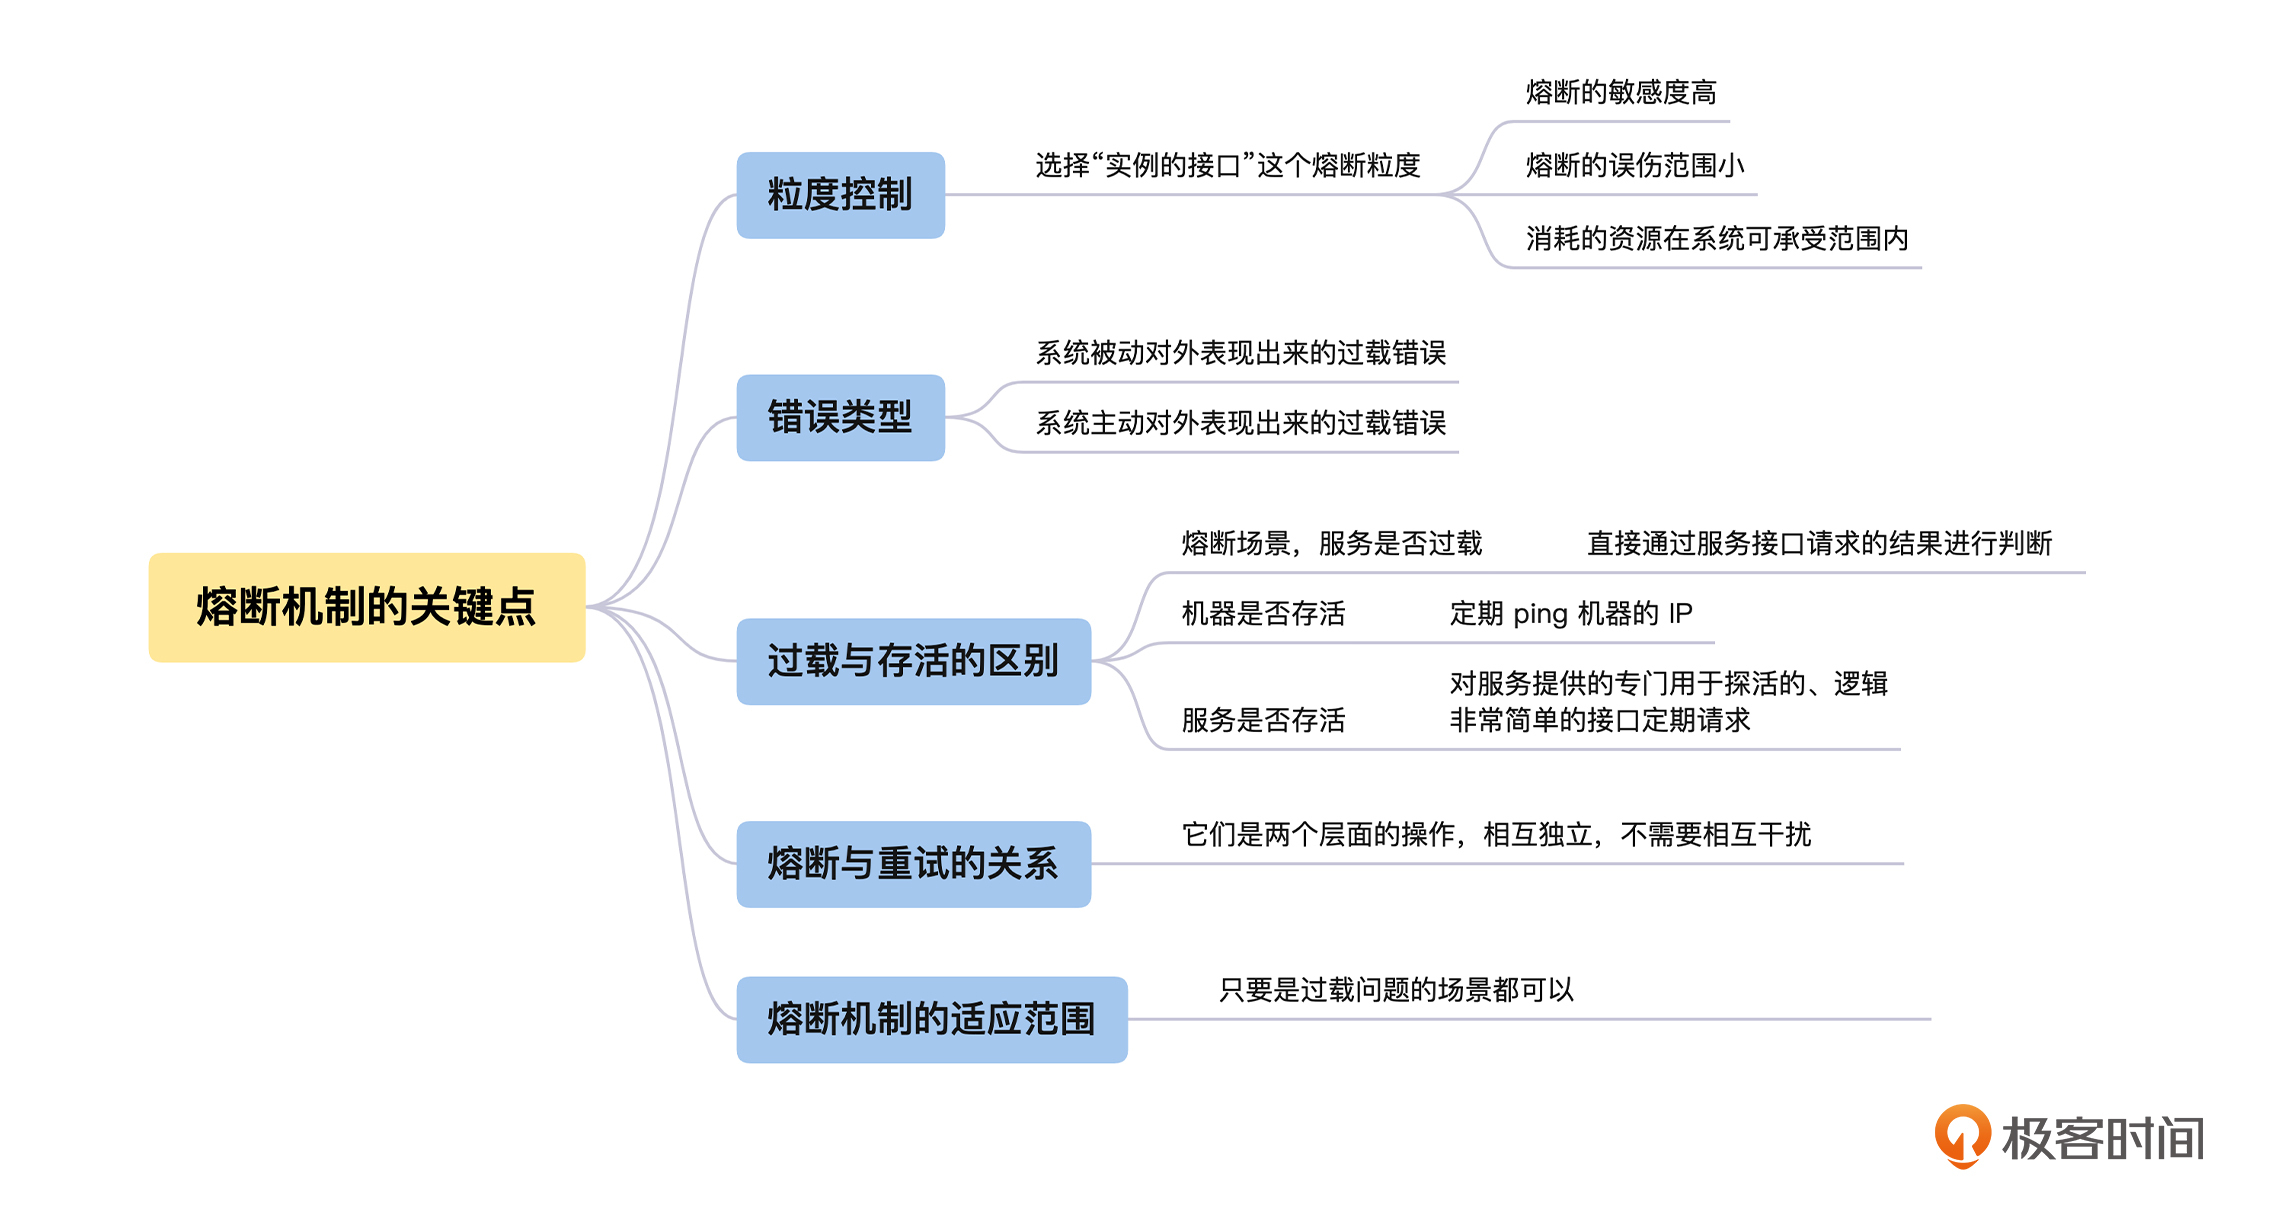 熔断机制的关键点
粒度控制
选择“实例的接口”这个熔断粒度
熔断的敏感度高
熔断的误伤范围小
消耗的资源在系统可承受范围内
错误类型
系统被动对外表现出来的过载错误
系统主动对外表现出来的过载错误
过载与存活的区别
熔断场景，服务是否过载
直接通过服务接口请求的结果进行判断
机器是否存活
定期 ping 机器的 IP
服务是否存活
对服务提供的专门用于探活的、逻辑
非常简单的接口定期请求
熔断与重试的关系
它们是两个层面的操作，相互独立，不需要相互干扰
熔断机制的适应范围
只要是过载问题的场景都可以
极客时间